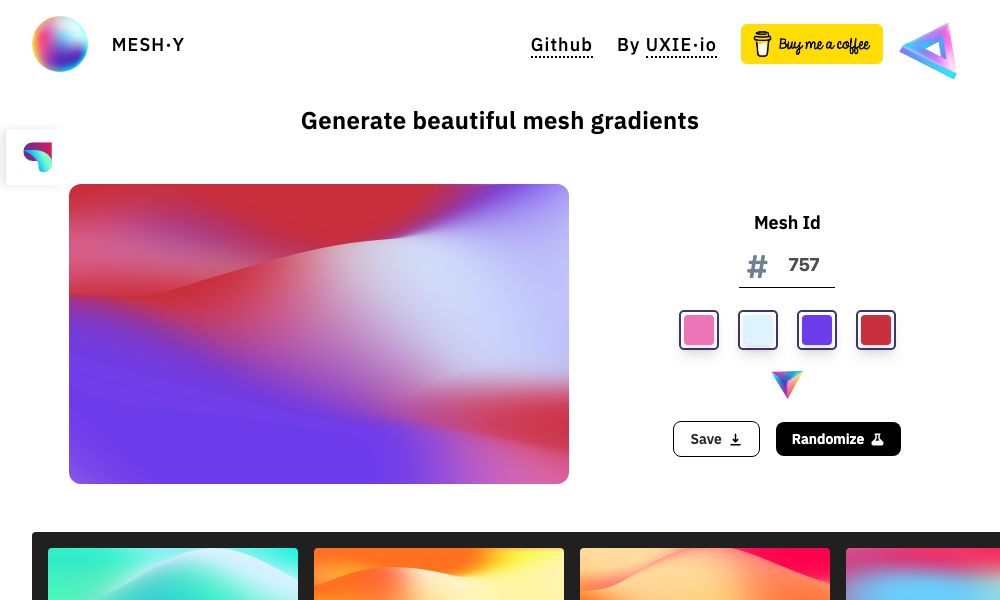 MESH·Y
Github
By UXIE·io
Buy me a coffee
Generate beautiful mesh gradients
Mesh Id
# 757
Save
Randomize